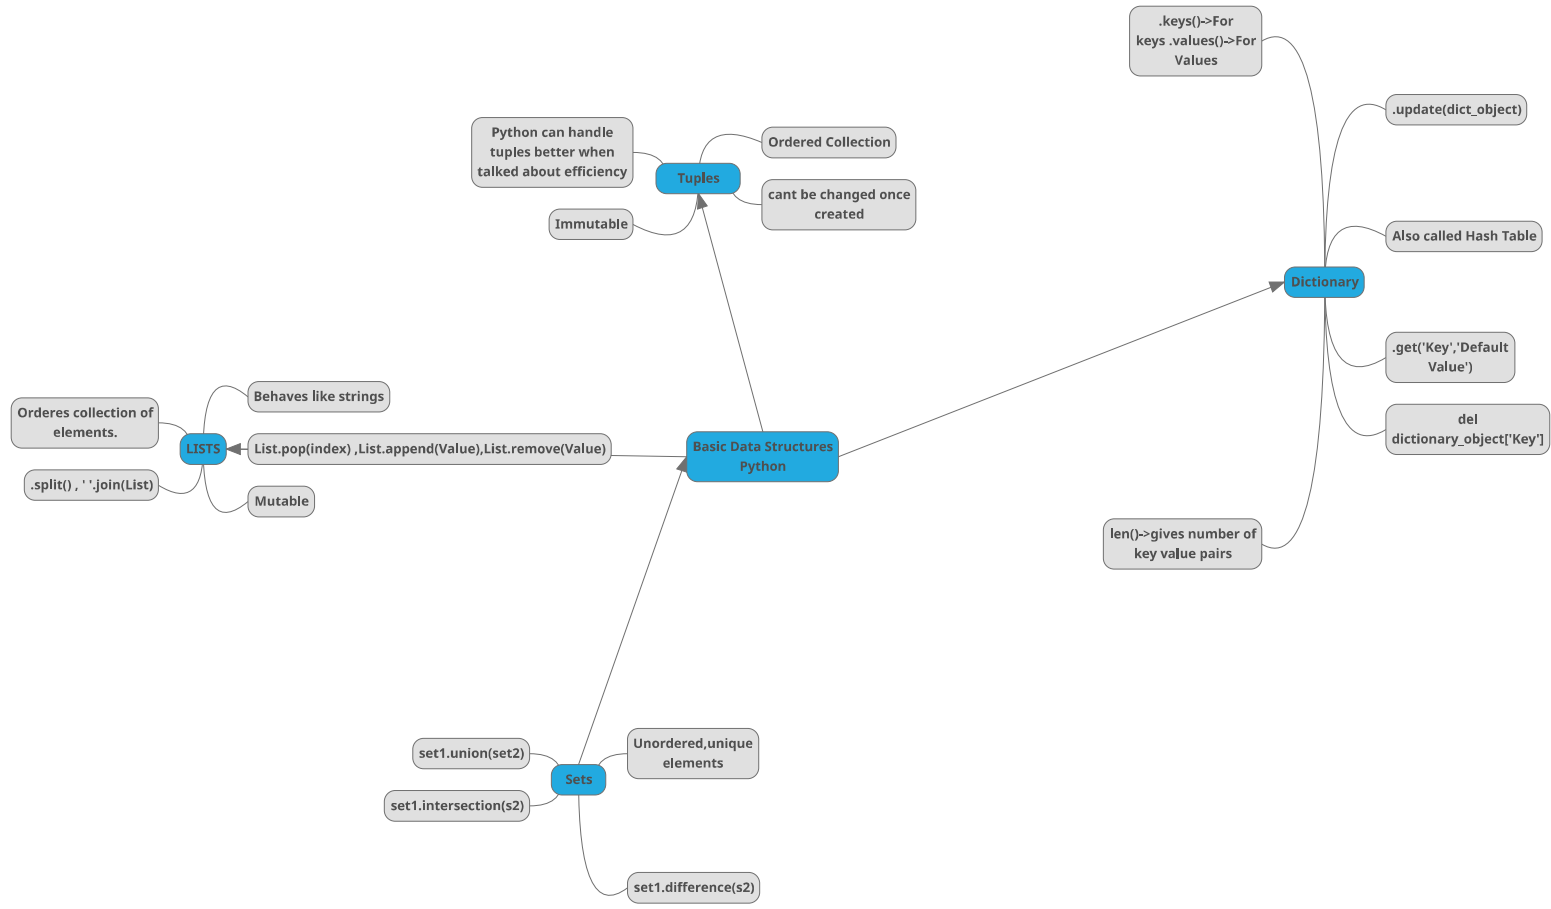 .keys()->For
keys .values()->For
Values
.update(dict_object)
Python can handle
tuples better when
talked about efficiency
Ordered Collection
Tuples
cant be changed once
created
Immutable
Also called Hash Table
Dictionary
.get('Key','Default
Value')
del
dictionary_object['Key']
len()->gives number of
key value pairs
Behaves like strings
Orderes collection of
elements.
LISTS
List.pop(index) ,List.append(Value),List.remove(Value)
.split() , ' '.join(List)
Mutable
Basic Data Structures
Python
set1.union(set2)
Unordered,unique
elements
Sets
set1.intersection(s2)
set1.difference(s2)